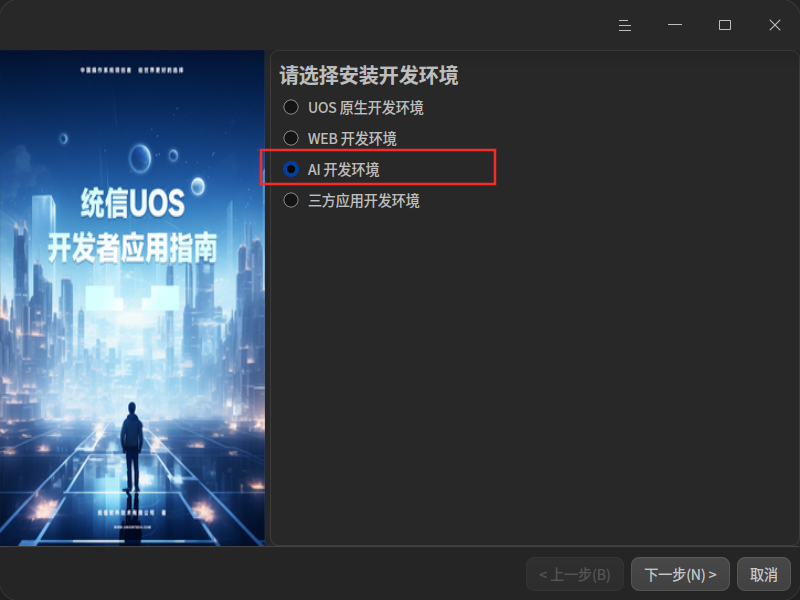 中国操作系统领创者 给世界更好的选择
统信UOS
开发者应用指南
统信软件技术有限公司 著
请选择安装开发环境
UOS 原生开发环境
WEB 开发环境
AI 开发环境
三方应用开发环境
< 上一步(B)
下一步(N) >
取消